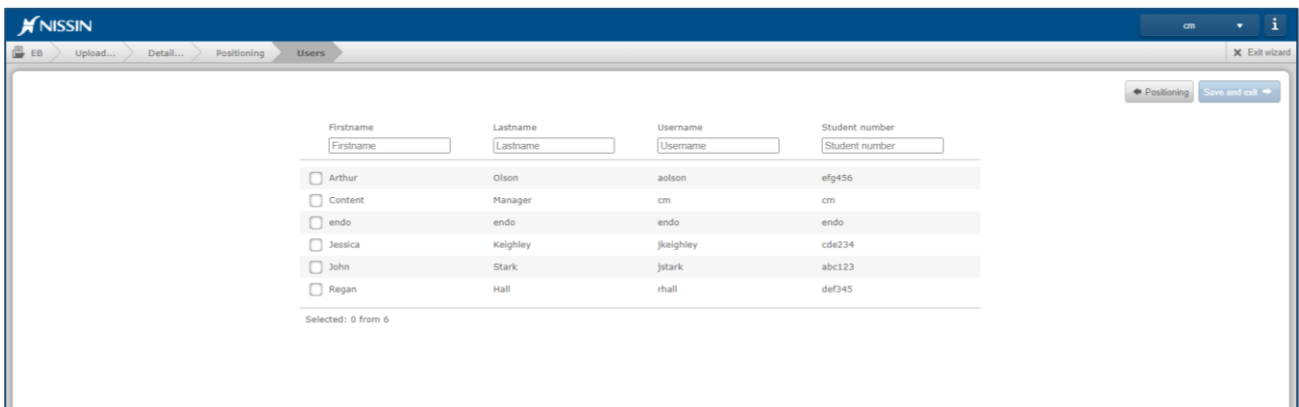 NISSIN
cm
i
EB Upload... Detail... Positioning Users Exit wizard
Positioning Save and exit
Firstname Lastname Username Student number
Firstname Lastname Username Student number
Arthur Olson aolson efg456
Content Manager cm cm
endo endo endo endo
Jessica Keighley jkeighley cde234
John Stark jstark abc123
Regan Hall rhall def345
Selected: 0 from 6